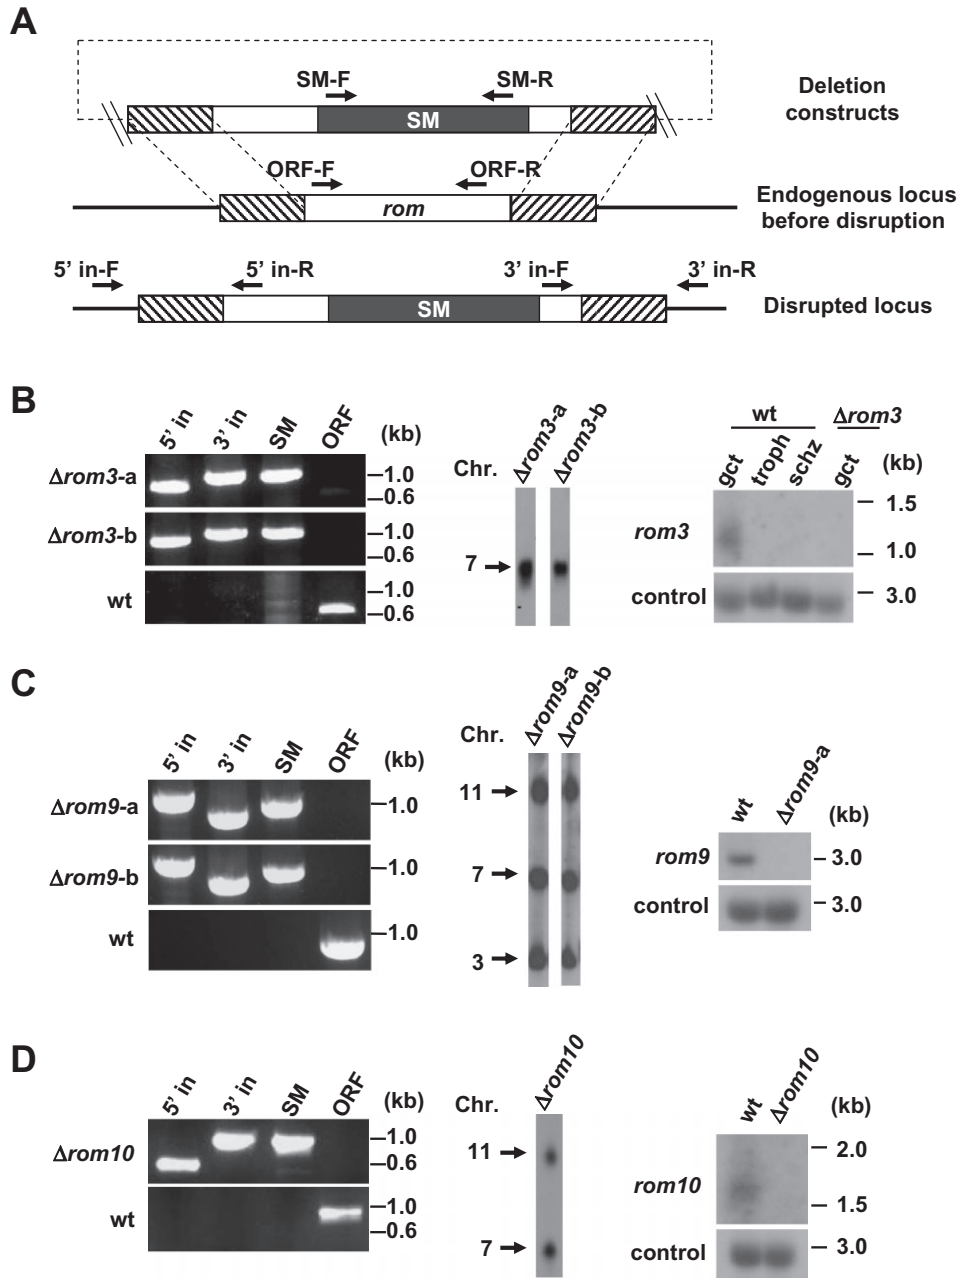 A
SM-F SM-R
SM
Deletion
constructs
ORF-F ORF-R
rom
Endogenous locus
before disruption
5’ in-F 5’ in-R 3’ in-F 3’ in-R
SM
Disrupted locus
B
5’ in 3’ in SM ORF (kb)
Δrom3-a
1.0
0.6
Δrom3-b
1.0
0.6
wt
1.0
0.6
Chr. Δrom3-a Δrom3-b
7
wt Δrom3
gct troph schz gct (kb)
rom3
1.5
1.0
control 3.0
C
5’ in 3’ in SM ORF (kb)
Δrom9-a 1.0
Δrom9-b 1.0
wt 1.0
Chr. Δrom9-a Δrom9-b
11
7
3
wt Δrom9-a (kb)
rom9 3.0
control 3.0
D
5’ in 3’ in SM ORF (kb)
Δrom10
1.0
0.6
wt
1.0
0.6
Chr. Δrom10
11
7
wt Δrom10 (kb)
rom10
2.0
1.5
control 3.0